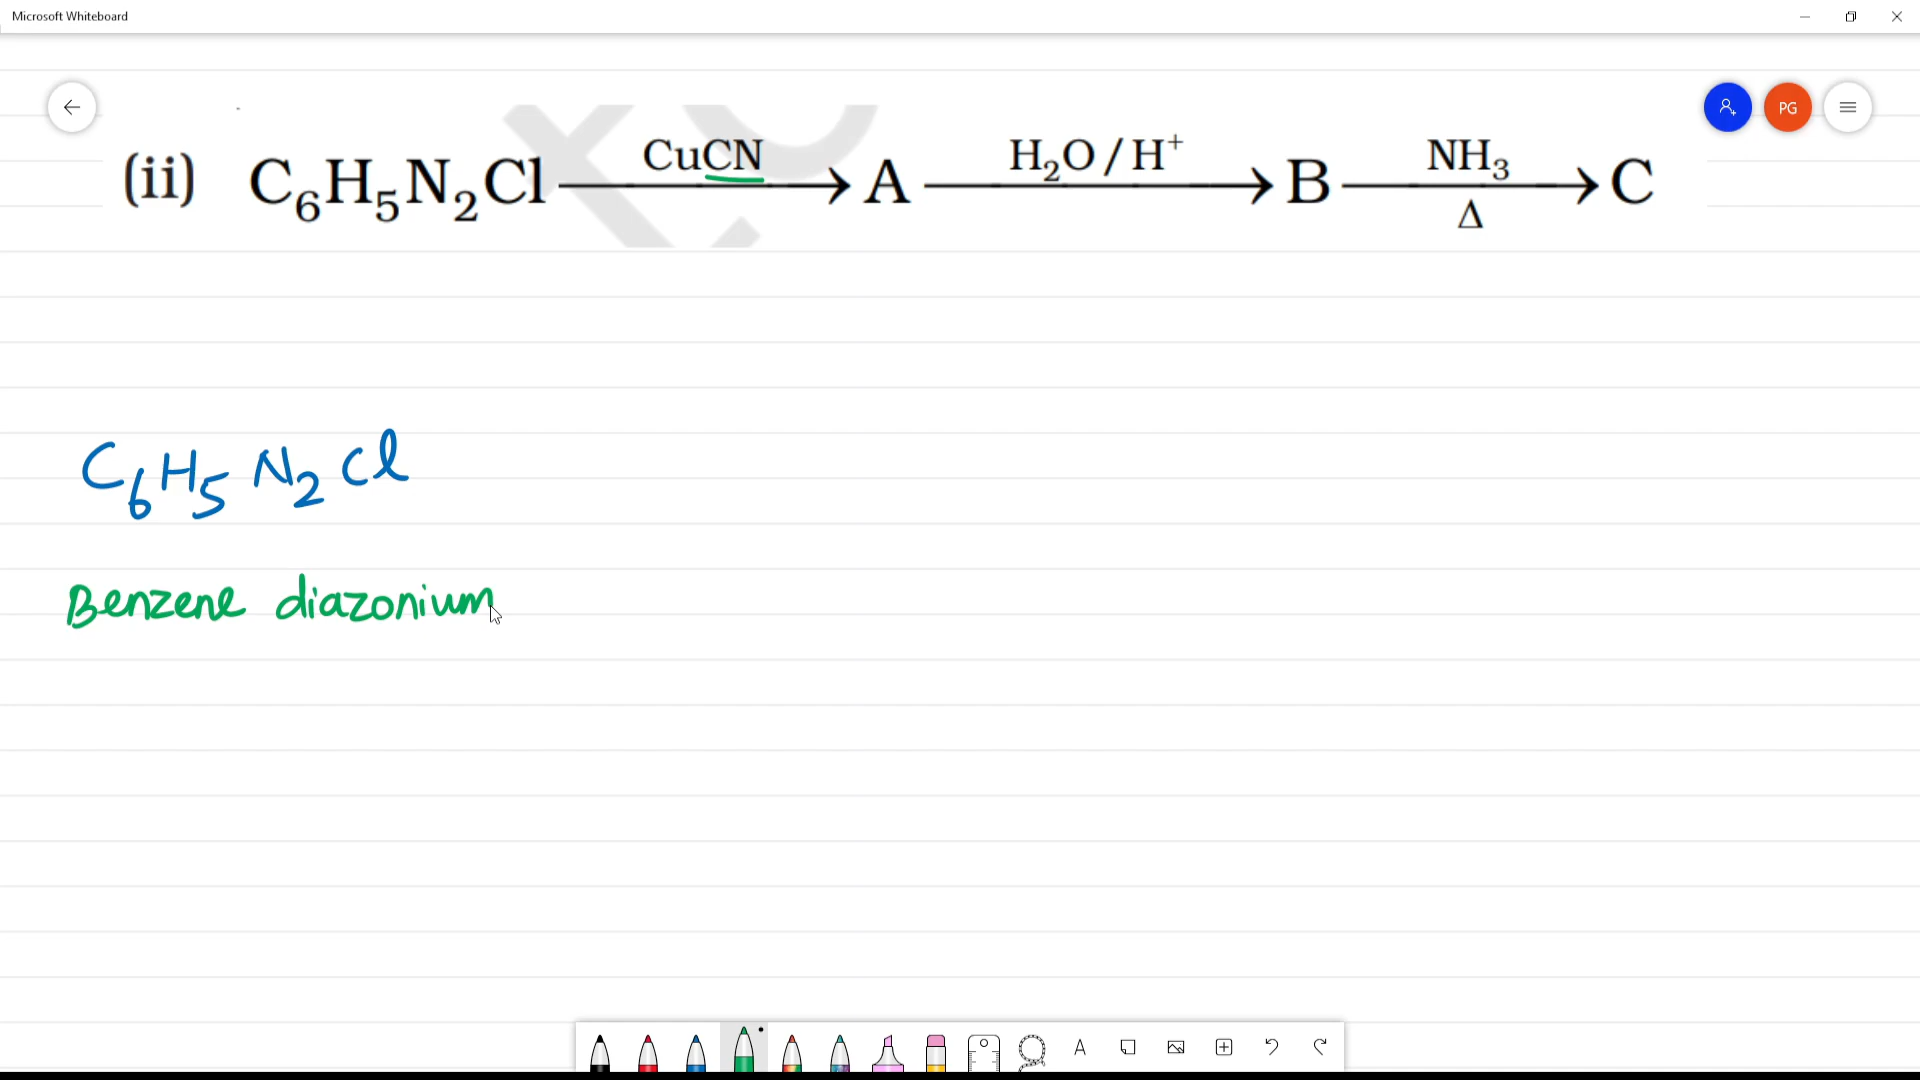 Microsoft Whiteboard
PG
(ii) C₆H₅N₂Cl —CuCN→ A —H₂O/H⁺→ B —NH₃/Δ→ C
C₆H₅N₂Cl
Benzene diazonium
A